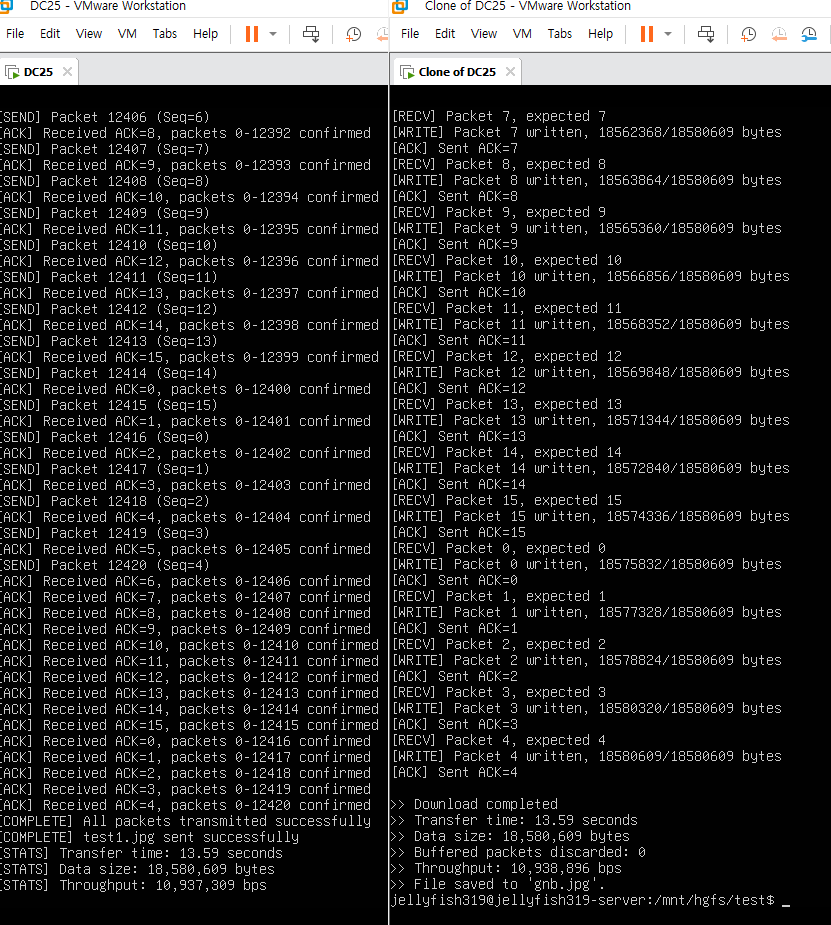 DC25 - VMware Workstation
File Edit View VM Tabs Help
DC25
[SEND] Packet 12406 (Seq=6)
[ACK] Received ACK=8, packets 0-12392 confirmed
[SEND] Packet 12407 (Seq=7)
[ACK] Received ACK=9, packets 0-12393 confirmed
[SEND] Packet 12408 (Seq=8)
[ACK] Received ACK=10, packets 0-12394 confirmed
[SEND] Packet 12409 (Seq=9)
[ACK] Received ACK=11, packets 0-12395 confirmed
[SEND] Packet 12410 (Seq=10)
[ACK] Received ACK=12, packets 0-12396 confirmed
[SEND] Packet 12411 (Seq=11)
[ACK] Received ACK=13, packets 0-12397 confirmed
[SEND] Packet 12412 (Seq=12)
[ACK] Received ACK=14, packets 0-12398 confirmed
[SEND] Packet 12413 (Seq=13)
[ACK] Received ACK=15, packets 0-12399 confirmed
[SEND] Packet 12414 (Seq=14)
[ACK] Received ACK=0, packets 0-12400 confirmed
[SEND] Packet 12415 (Seq=15)
[ACK] Received ACK=1, packets 0-12401 confirmed
[SEND] Packet 12416 (Seq=0)
[ACK] Received ACK=2, packets 0-12402 confirmed
[SEND] Packet 12417 (Seq=1)
[ACK] Received ACK=3, packets 0-12403 confirmed
[SEND] Packet 12418 (Seq=2)
[ACK] Received ACK=4, packets 0-12404 confirmed
[SEND] Packet 12419 (Seq=3)
[ACK] Received ACK=5, packets 0-12405 confirmed
[SEND] Packet 12420 (Seq=4)
[ACK] Received ACK=6, packets 0-12406 confirmed
[ACK] Received ACK=7, packets 0-12407 confirmed
[ACK] Received ACK=8, packets 0-12408 confirmed
[ACK] Received ACK=9, packets 0-12409 confirmed
[ACK] Received ACK=10, packets 0-12410 confirmed
[ACK] Received ACK=11, packets 0-12411 confirmed
[ACK] Received ACK=12, packets 0-12412 confirmed
[ACK] Received ACK=13, packets 0-12413 confirmed
[ACK] Received ACK=14, packets 0-12414 confirmed
[ACK] Received ACK=15, packets 0-12415 confirmed
[ACK] Received ACK=0, packets 0-12416 confirmed
[ACK] Received ACK=1, packets 0-12417 confirmed
[ACK] Received ACK=2, packets 0-12418 confirmed
[ACK] Received ACK=3, packets 0-12419 confirmed
[ACK] Received ACK=4, packets 0-12420 confirmed
[COMPLETE] All packets transmitted successfully
[COMPLETE] test1.jpg sent successfully
[STATS] Transfer time: 13.59 seconds
[STATS] Data size: 18,580,609 bytes
[STATS] Throughput: 10,937,309 bps
Clone of DC25 - VMware Workstation
File Edit View VM Tabs Help
Clone of DC25
[RECV] Packet 7, expected 7
[WRITE] Packet 7 written, 18562368/18580609 bytes
[ACK] Sent ACK=7
[RECV] Packet 8, expected 8
[WRITE] Packet 8 written, 18563864/18580609 bytes
[ACK] Sent ACK=8
[RECV] Packet 9, expected 9
[WRITE] Packet 9 written, 18565360/18580609 bytes
[ACK] Sent ACK=9
[RECV] Packet 10, expected 10
[WRITE] Packet 10 written, 18566856/18580609 bytes
[ACK] Sent ACK=10
[RECV] Packet 11, expected 11
[WRITE] Packet 11 written, 18568352/18580609 bytes
[ACK] Sent ACK=11
[RECV] Packet 12, expected 12
[WRITE] Packet 12 written, 18569848/18580609 bytes
[ACK] Sent ACK=12
[RECV] Packet 13, expected 13
[WRITE] Packet 13 written, 18571344/18580609 bytes
[ACK] Sent ACK=13
[RECV] Packet 14, expected 14
[WRITE] Packet 14 written, 18572840/18580609 bytes
[ACK] Sent ACK=14
[RECV] Packet 15, expected 15
[WRITE] Packet 15 written, 18574336/18580609 bytes
[ACK] Sent ACK=15
[RECV] Packet 0, expected 0
[WRITE] Packet 0 written, 18575832/18580609 bytes
[ACK] Sent ACK=0
[RECV] Packet 1, expected 1
[WRITE] Packet 1 written, 18577328/18580609 bytes
[ACK] Sent ACK=1
[RECV] Packet 2, expected 2
[WRITE] Packet 2 written, 18578824/18580609 bytes
[ACK] Sent ACK=2
[RECV] Packet 3, expected 3
[WRITE] Packet 3 written, 18580320/18580609 bytes
[ACK] Sent ACK=3
[RECV] Packet 4, expected 4
[WRITE] Packet 4 written, 18580609/18580609 bytes
[ACK] Sent ACK=4
>> Download completed
>> Transfer time: 13.59 seconds
>> Data size: 18,580,609 bytes
>> Buffered packets discarded: 0
>> Throughput: 10,938,896 bps
>> File saved to 'gnb.jpg'.
jellyfish319@jellyfish319-server:/mnt/hgfs/test$ _